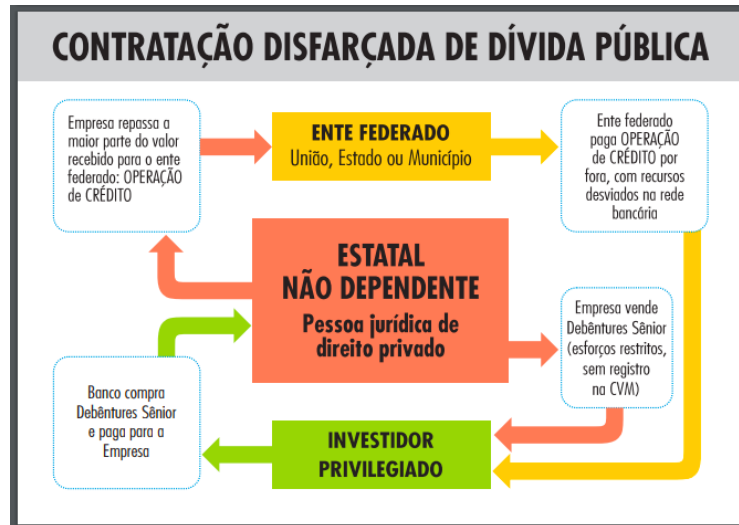 CONTRATAÇÃO DISFARÇADA DE DÍVIDA PÚBLICA
Empresa repassa a
maior parte do valor
recebido para o ente
federado: OPERAÇÃO
de CRÉDITO
ENTE FEDERADO
União, Estado ou Município
Ente federado
paga OPERAÇÃO
de CRÉDITO por
fora, com recursos
desviados na rede
bancária
ESTATAL
NÃO DEPENDENTE
Pessoa jurídica de
direito privado
Empresa vende
Debêntures Sênior
(esforços restritos,
sem registro
na CVM)
Banco compra
Debêntures Sênior
e paga para a
Empresa
INVESTIDOR
PRIVILEGIADO